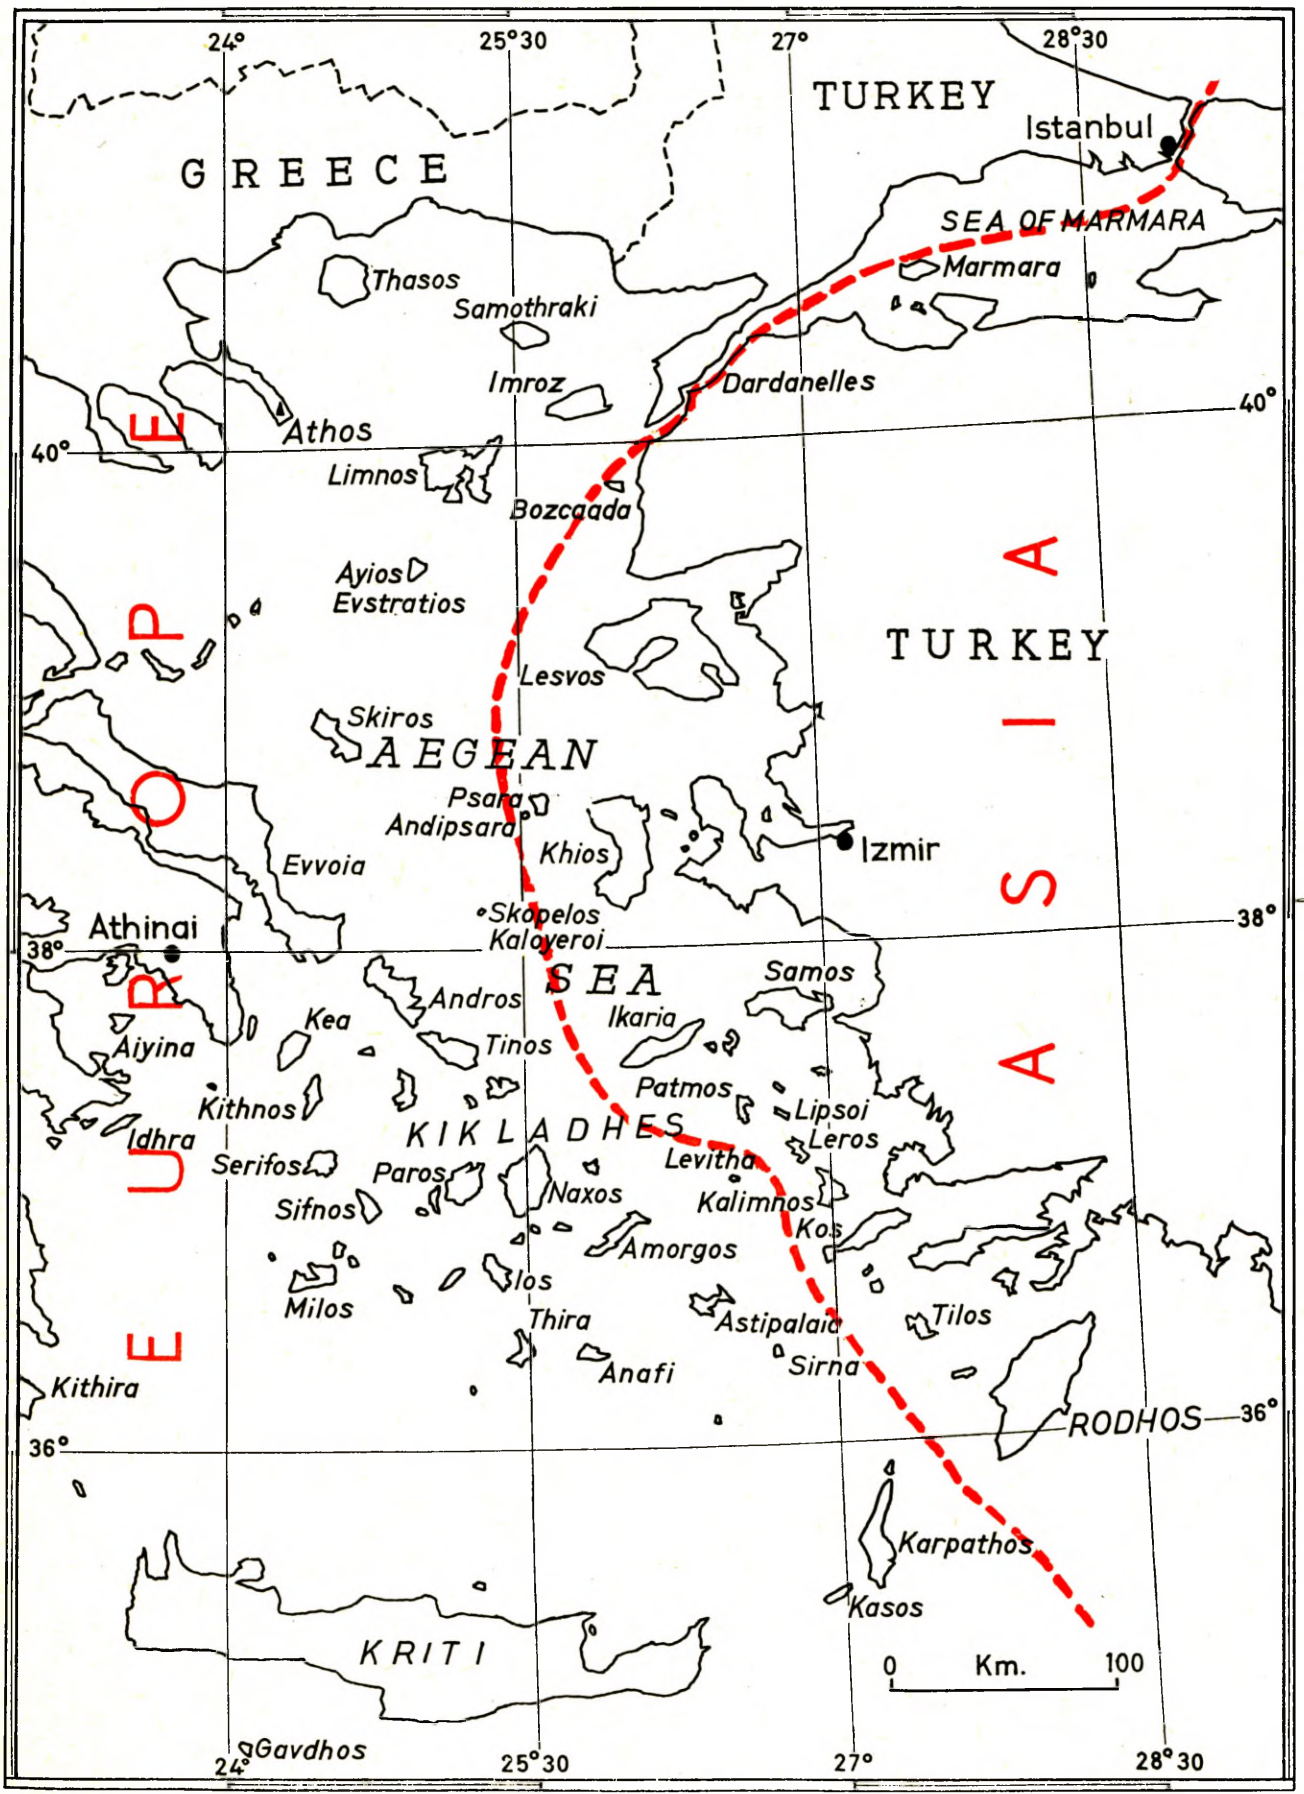 24° 25°30 27° 28°30
TURKEY
Istanbul
GREECE
SEA OF MARMARA
Marmara
Thasos
Samothraki
Imroz
Dardanelles
40°
Athos
40°
Limnos
Bozcaada
Ayios
Evstratios
TURKEY
Lesvos
Skiros
AEGEAN
Psara
Andipsara
Khios
Izmir
Evvoia
Skopelos
Kaloyeroi
38°
Athinai
38°
SEA
Samos
Andros
Ikaria
Kea
Tinos
Aiyina
Patmos
Kithnos
Lipsoi
Idhra
KIKLADHES
Leros
Serifos
Paros
Levitha
Naxos
Kalimnos
Sifnos
Kos
Amorgos
Ios
Milos
Thira
Astipalaia
Tilos
Anafi
Sirna
Kithira
RODHOS
36°
36°
Karpathos
Kasos
KRITI
0 Km. 100
Gavdhos
24° 25°30 27° 28°30
EUROPE
ASIA